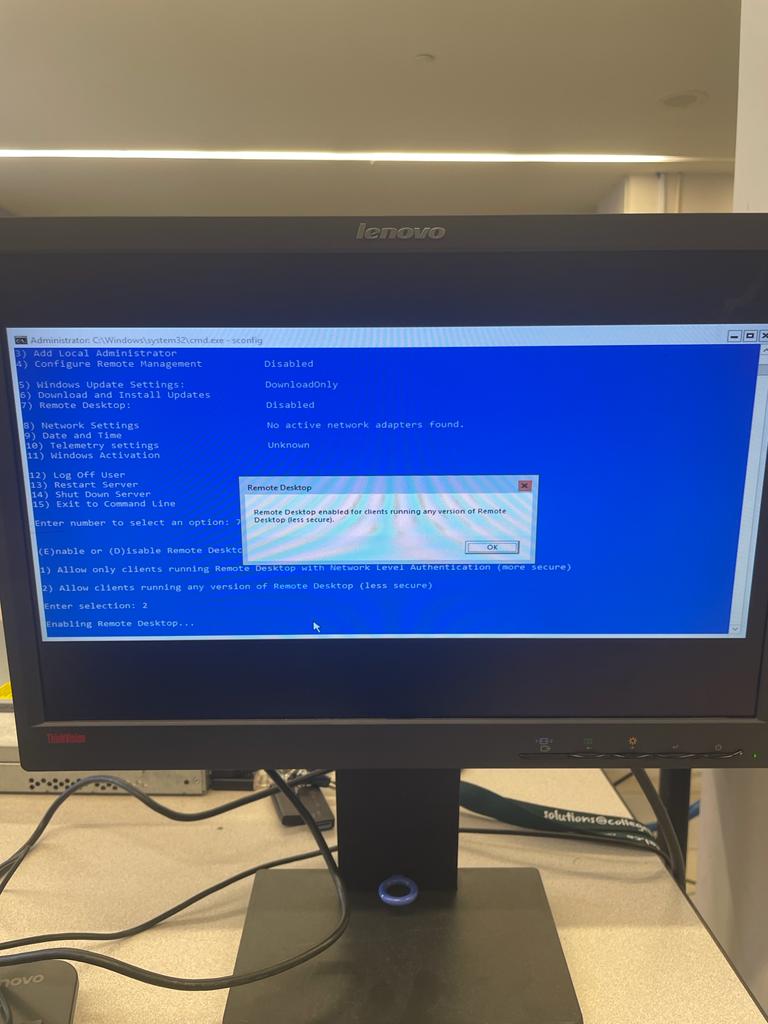 lenovo
Administrator: C:\Windows\system32\cmd.exe - sconfig
3) Add Local Administrator
4) Configure Remote Management Disabled
5) Windows Update Settings: DownloadOnly
6) Download and Install Updates
7) Remote Desktop: Disabled
8) Network Settings No active network adapters found.
9) Date and Time
10) Telemetry settings Unknown
11) Windows Activation
12) Log Off User
13) Restart Server
14) Shut Down Server
15) Exit to Command Line
Enter number to select an option: 7
Remote Desktop
Remote Desktop enabled for clients running any version of Remote
Desktop (less secure).
OK
(E)nable or (D)isable Remote Deskto
1) Allow only clients running Remote Desktop with Network Level Authentication (more secure)
2) Allow clients running any version of Remote Desktop (less secure)
Enter selection: 2
Enabling Remote Desktop...
ThinkVision
solutions@colleg
novo